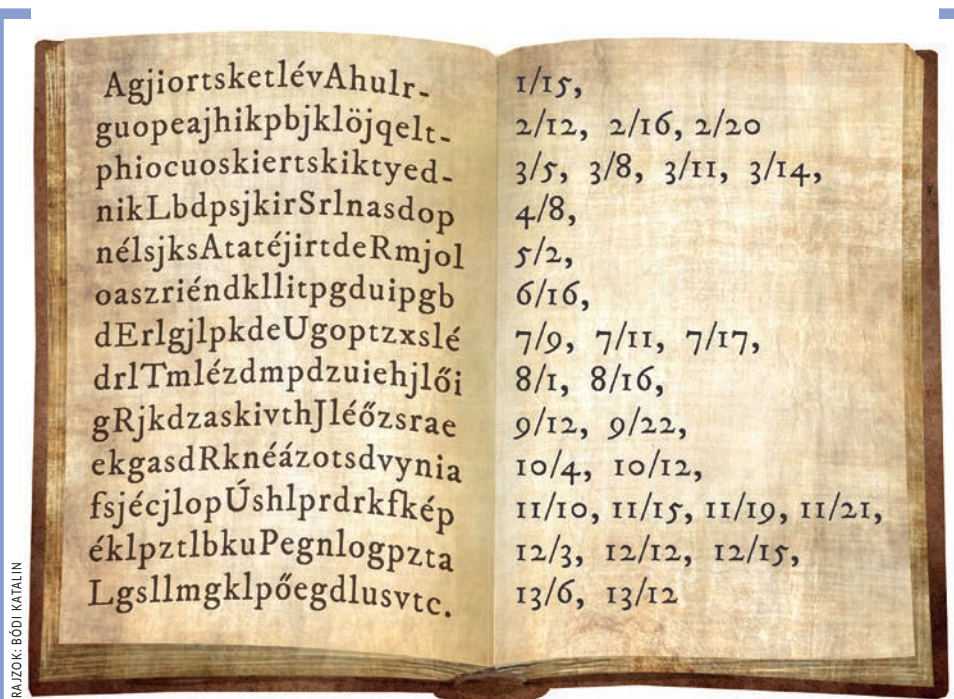 AgjiortsketlévAhulr-
guopeajhikpbjklöjqelt-
phiocuoskiertskiktyed-
nikLbdpsjkirSrlnasdop
nélsjksAtatéjirtdeRmjol
oaszriéndkllitpgduipgb
dErlgjlpkdeUgoptzxslé
drlTmlézdmpdzuiehjlői
gRjkdzaskivthJléőzsrae
ekgasdRknéázotsdvynia
fsjécjlopÚshlprdrkfkép
éklpztlbkuPegnlogpzta
Lgsllmgklpőegdlusvtc.
1/15,
2/12, 2/16, 2/20
3/5, 3/8, 3/11, 3/14,
4/8,
5/2,
6/16,
7/9, 7/11, 7/17,
8/1, 8/16,
9/12, 9/22,
10/4, 10/12,
11/10, 11/15, 11/19, 11/21,
12/3, 12/12, 12/15,
13/6, 13/12
RAJZOK: BÓDI KATALIN